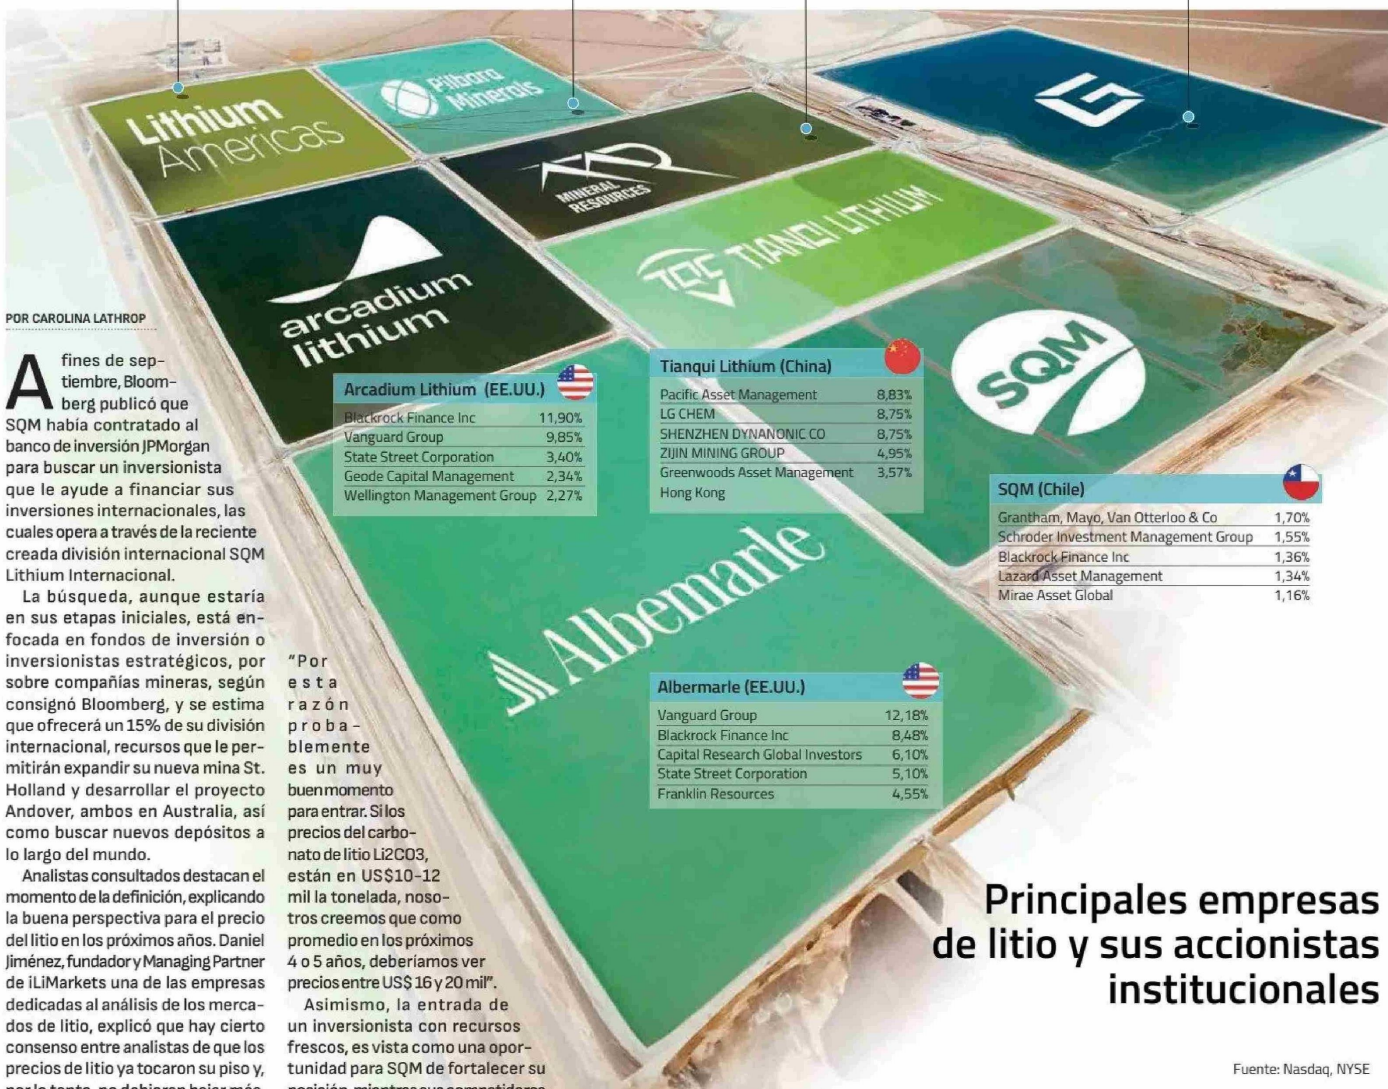 Lithium
Americas
Pilbara
Minerals
MINERAL
RESOURCES
TQC TIANQI LITHIUM
arcadium
lithium
SQM
Albemarle
POR CAROLINA LATHROP
A fines de sep-
tiembre, Bloom-
berg publicó que
SQM había contratado al
banco de inversión JPMorgan
para buscar un inversionista
que le ayude a financiar sus
inversiones internacionales, las
cuales opera a través de la reciente
creada división internacional SQM
Lithium Internacional.
La búsqueda, aunque estaría
en sus etapas iniciales, está en-
focada en fondos de inversión o
inversionistas estratégicos, por
sobre compañías mineras, según
consignó Bloomberg, y se estima
que ofrecerá un 15% de su división
internacional, recursos que le per-
mitirán expandir su nueva mina St.
Holland y desarrollar el proyecto
Andover, ambos en Australia, así
como buscar nuevos depósitos a
lo largo del mundo.
Analistas consultados destacan el
momento de la definición, explicando
la buena perspectiva para el precio
del litio en los próximos años. Daniel
Jiménez, fundador y Managing Partner
de iLiMarkets una de las empresas
dedicadas al análisis de los merca-
dos de litio, explicó que hay cierto
consenso entre analistas de que los
precios de litio ya tocaron su piso y,
por lo tanto, no debieran bajar más.
"Por
esta
razón
proba-
blemente
es un muy
buen momento
para entrar. Si los
precios del carbo-
nato de litio Li2CO3,
están en US$10-12
mil la tonelada, noso-
tros creemos que como
promedio en los próximos
4 o 5 años, deberíamos ver
precios entre US$ 16 y 20 mil".
Asimismo, la entrada de
un inversionista con recursos
frescos, es vista como una opor-
tunidad para SQM de fortalecer su
posición, mientras sus competidores
Arcadium Lithium (EE.UU.)
Blackrock Finance Inc 11,90%
Vanguard Group 9,85%
State Street Corporation 3,40%
Geode Capital Management 2,34%
Wellington Management Group 2,27%
Tianqui Lithium (China)
Pacific Asset Management 8,83%
LG CHEM 8,75%
SHENZHEN DYNANONIC CO 8,75%
ZIJIN MINING GROUP 4,95%
Greenwoods Asset Management 3,57%
Hong Kong
SQM (Chile)
Grantham, Mayo, Van Otterloo & Co 1,70%
Schroder Investment Management Group 1,55%
Blackrock Finance Inc 1,36%
Lazard Asset Management 1,34%
Mirae Asset Global 1,16%
Albermarle (EE.UU.)
Vanguard Group 12,18%
Blackrock Finance Inc 8,48%
Capital Research Global Investors 6,10%
State Street Corporation 5,10%
Franklin Resources 4,55%
Principales empresas
de litio y sus accionistas
institucionales
Fuente: Nasdaq, NYSE